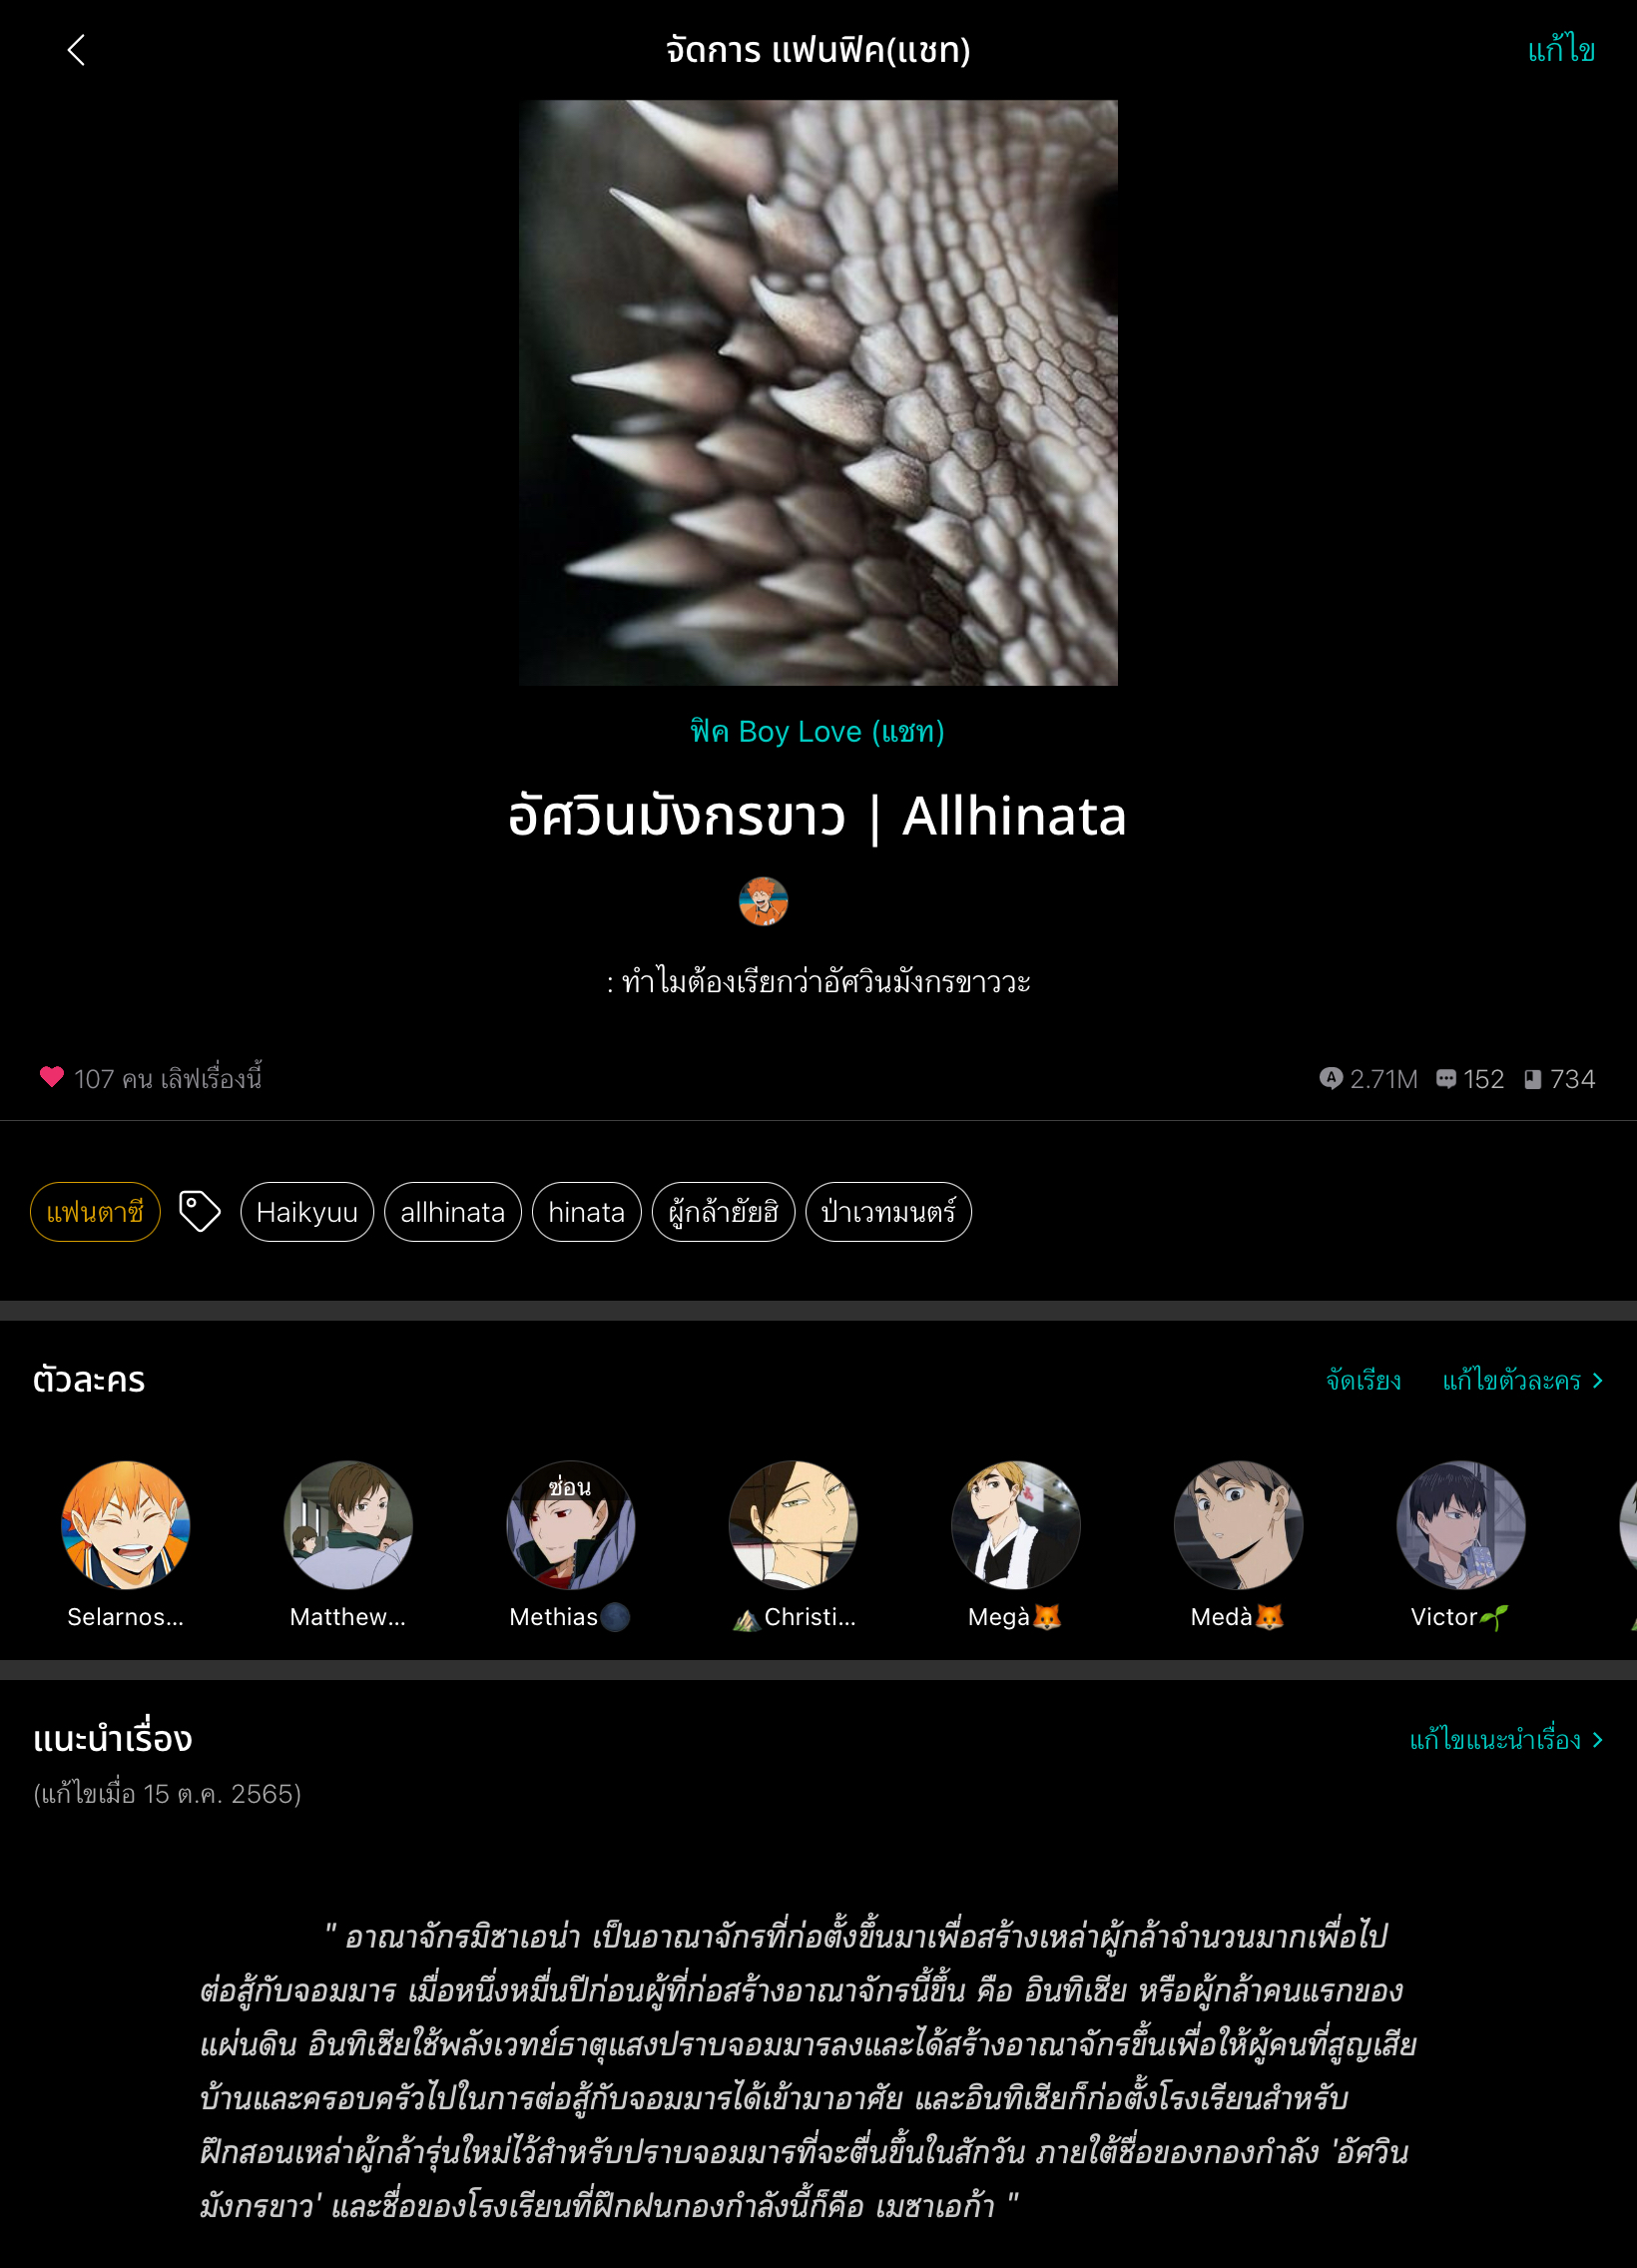 จัดการ แฟนฟิค(แชท)
แก้ไข
ฟิค Boy Love (แชท)
อัศวินมังกรขาว | Allhinata
: ทำไมต้องเรียกว่าอัศวินมังกรขาววะ
107 คน เลิฟเรื่องนี้
2.71M 152 734
แฟนตาซี Haikyuu allhinata hinata ผู้กล้ายัยฮิ ป่าเวทมนตร์
ตัวละคร
จัดเรียง แก้ไขตัวละคร
ซ่อน
Selarnos... Matthew... Methias🌑 ⛰️Christi... Megà🦊 Medà🦊 Victor🌱
แนะนำเรื่อง
แก้ไขแนะนำเรื่อง
(แก้ไขเมื่อ 15 ต.ค. 2565)
" อาณาจักรมิซาเอน่า เป็นอาณาจักรที่ก่อตั้งขึ้นมาเพื่อสร้างเหล่าผู้กล้าจำนวนมากเพื่อไป
ต่อสู้กับจอมมาร เมื่อหนึ่งหมื่นปีก่อนผู้ที่ก่อสร้างอาณาจักรนี้ขึ้น คือ อินทิเซีย หรือผู้กล้าคนแรกของ
แผ่นดิน อินทิเซียใช้พลังเวทย์ธาตุแสงปราบจอมมารลงและได้สร้างอาณาจักรขึ้นเพื่อให้ผู้คนที่สูญเสีย
บ้านและครอบครัวไปในการต่อสู้กับจอมมารได้เข้ามาอาศัย และอินทิเซียก็ก่อตั้งโรงเรียนสำหรับ
ฝึกสอนเหล่าผู้กล้ารุ่นใหม่ไว้สำหรับปราบจอมมารที่จะตื่นขึ้นในสักวัน ภายใต้ชื่อของกองกำลัง 'อัศวิน
มังกรขาว' และชื่อของโรงเรียนที่ฝึกฝนกองกำลังนี้ก็คือ เมซาเอก้า "